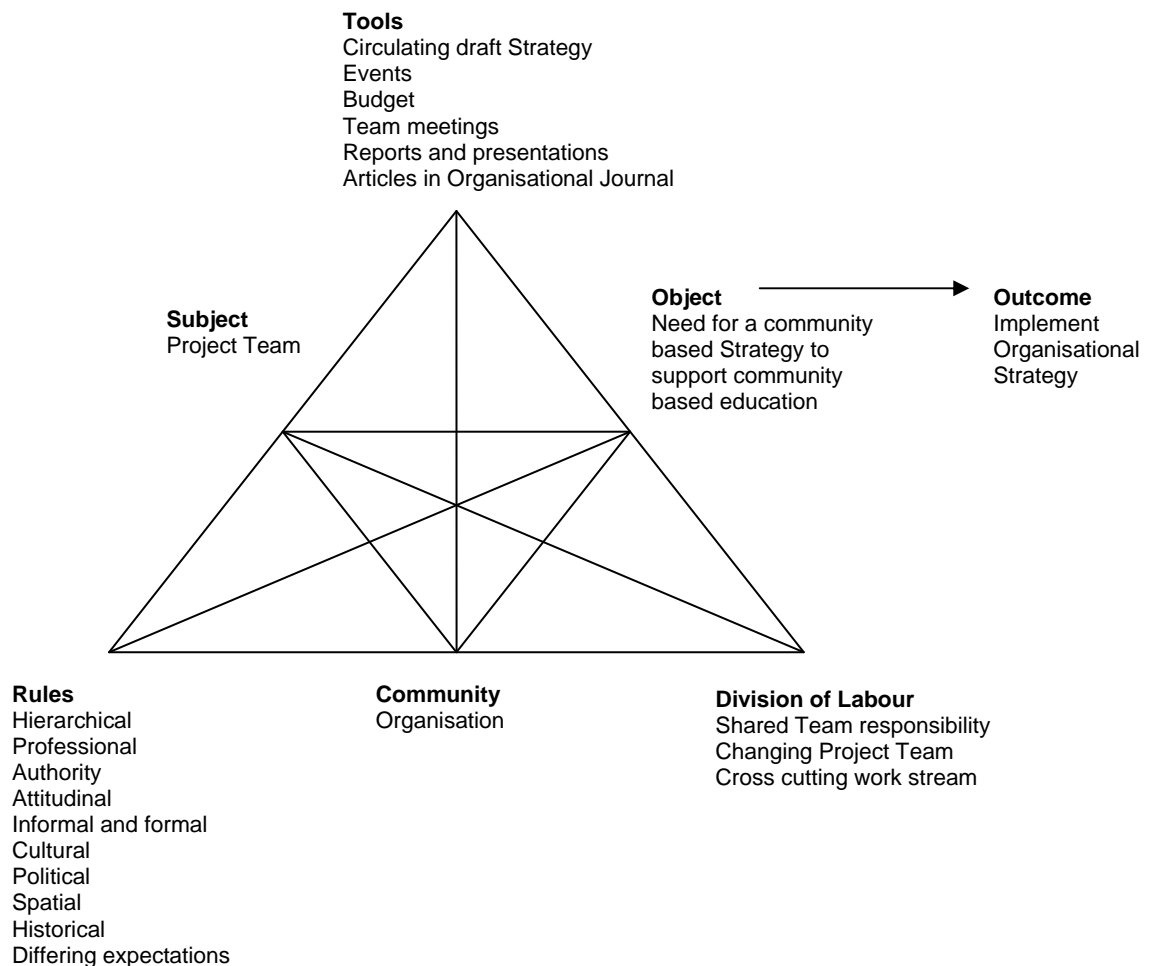 Tools
Circulating draft Strategy
Events
Budget
Team meetings
Reports and presentations
Articles in Organisational Journal
Subject
Project Team
Object
Need for a community
based Strategy to
support community
based education
Outcome
Implement
Organisational
Strategy
Rules
Hierarchical
Professional
Authority
Attitudinal
Informal and formal
Cultural
Political
Spatial
Historical
Differing expectations
Community
Organisation
Division of Labour
Shared Team responsibility
Changing Project Team
Cross cutting work stream